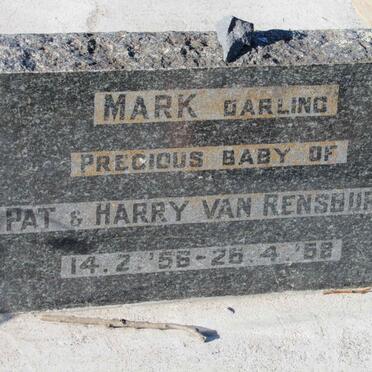 MARK DARLING
PRECIOUS BABY OF
PAT & HARRY VAN RENSBUR
14.2.'56-26.4.'58